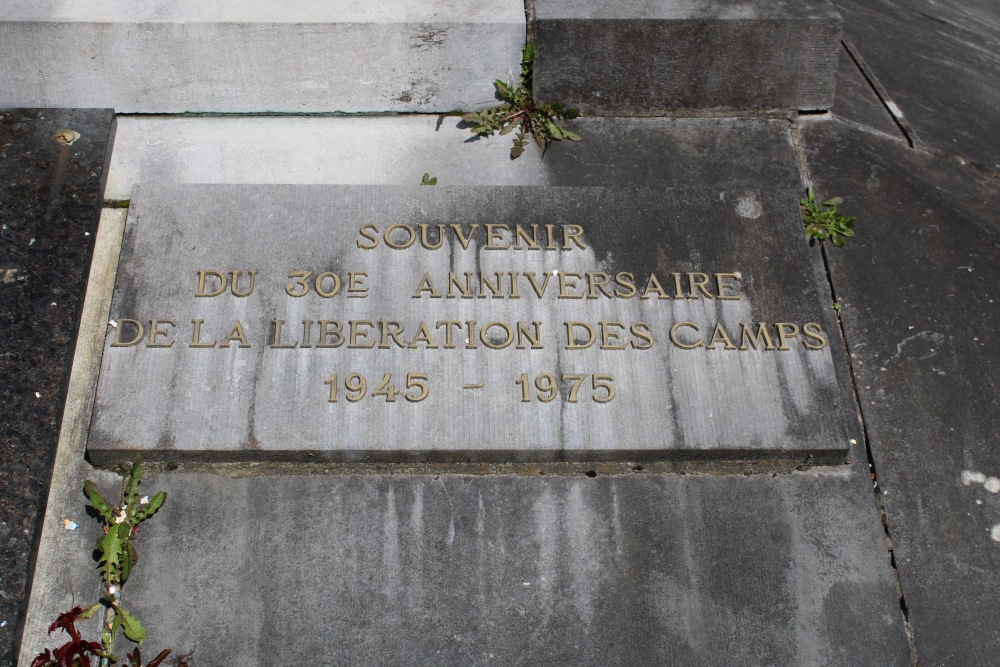 SOUVENIR
DU 30E ANNIVERSAIRE
DE LA LIBERATION DES CAMPS
1945 - 1975